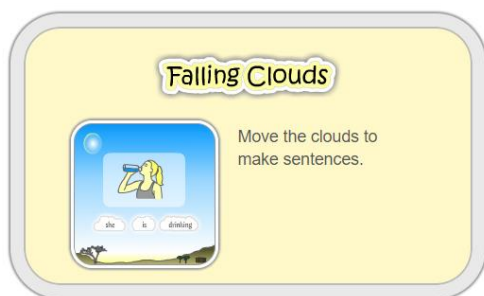 Falling Clouds
Move the clouds to
make sentences.
she is drinking